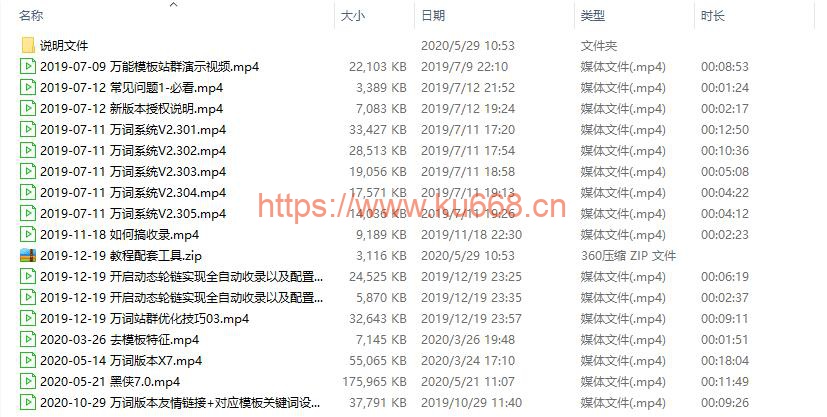 名称 大小 日期 类型 时长
说明文件 2020/5/29 10:53 文件夹
2019-07-09 万能模板站群演示视频.mp4 22,103 KB 2019/7/9 22:10 媒体文件(.mp4) 00:08:53
2019-07-12 常见问题1-必看.mp4 3,389 KB 2019/7/12 21:52 媒体文件(.mp4) 00:01:24
2019-07-12 新版本授权说明.mp4 7,083 KB 2019/7/12 19:24 媒体文件(.mp4) 00:02:17
2019-07-11 万词系统V2.301.mp4 33,427 KB 2019/7/11 17:20 媒体文件(.mp4) 00:12:50
2019-07-11 万词系统V2.302.mp4 28,513 KB 2019/7/11 17:54 媒体文件(.mp4) 00:10:36
2019-07-11 万词系统V2.303.mp4 19,056 KB 2019/7/11 18:58 媒体文件(.mp4) 00:05:08
2019-07-11 万词系统V2.304.mp4 17,571 KB 2019/7/11 19:13 媒体文件(.mp4) 00:04:22
https://www.ku668.cn
2019-07-11 万词系统V2.305.mp4 14,036 KB 2019/7/11 19:26 媒体文件(.mp4) 00:04:12
2019-11-18 如何搞收录.mp4 9,189 KB 2019/11/18 22:30 媒体文件(.mp4) 00:02:23
2019-12-19 教程配套工具.zip 3,116 KB 2020/5/29 10:53 360压缩 ZIP 文件
2019-12-19 开启动态轮链实现全自动收录以及配置... 24,525 KB 2019/12/19 23:25 媒体文件(.mp4) 00:06:19
2019-12-19 开启动态轮链实现全自动收录以及配置... 5,870 KB 2019/12/19 23:35 媒体文件(.mp4) 00:02:37
2019-12-19 万词站群优化技巧03.mp4 32,643 KB 2019/12/19 23:57 媒体文件(.mp4) 00:09:11
2020-03-26 去模板特征.mp4 7,145 KB 2020/3/26 19:48 媒体文件(.mp4) 00:01:51
2020-05-14 万词版本X7.mp4 55,065 KB 2020/3/24 17:10 媒体文件(.mp4) 00:18:04
2020-05-21 黑侠7.0.mp4 175,965 KB 2020/5/21 11:07 媒体文件(.mp4) 00:11:49
2020-10-29 万词版本友情链接+对应模板关键词设... 37,791 KB 2019/10/29 11:40 媒体文件(.mp4) 00:09:26